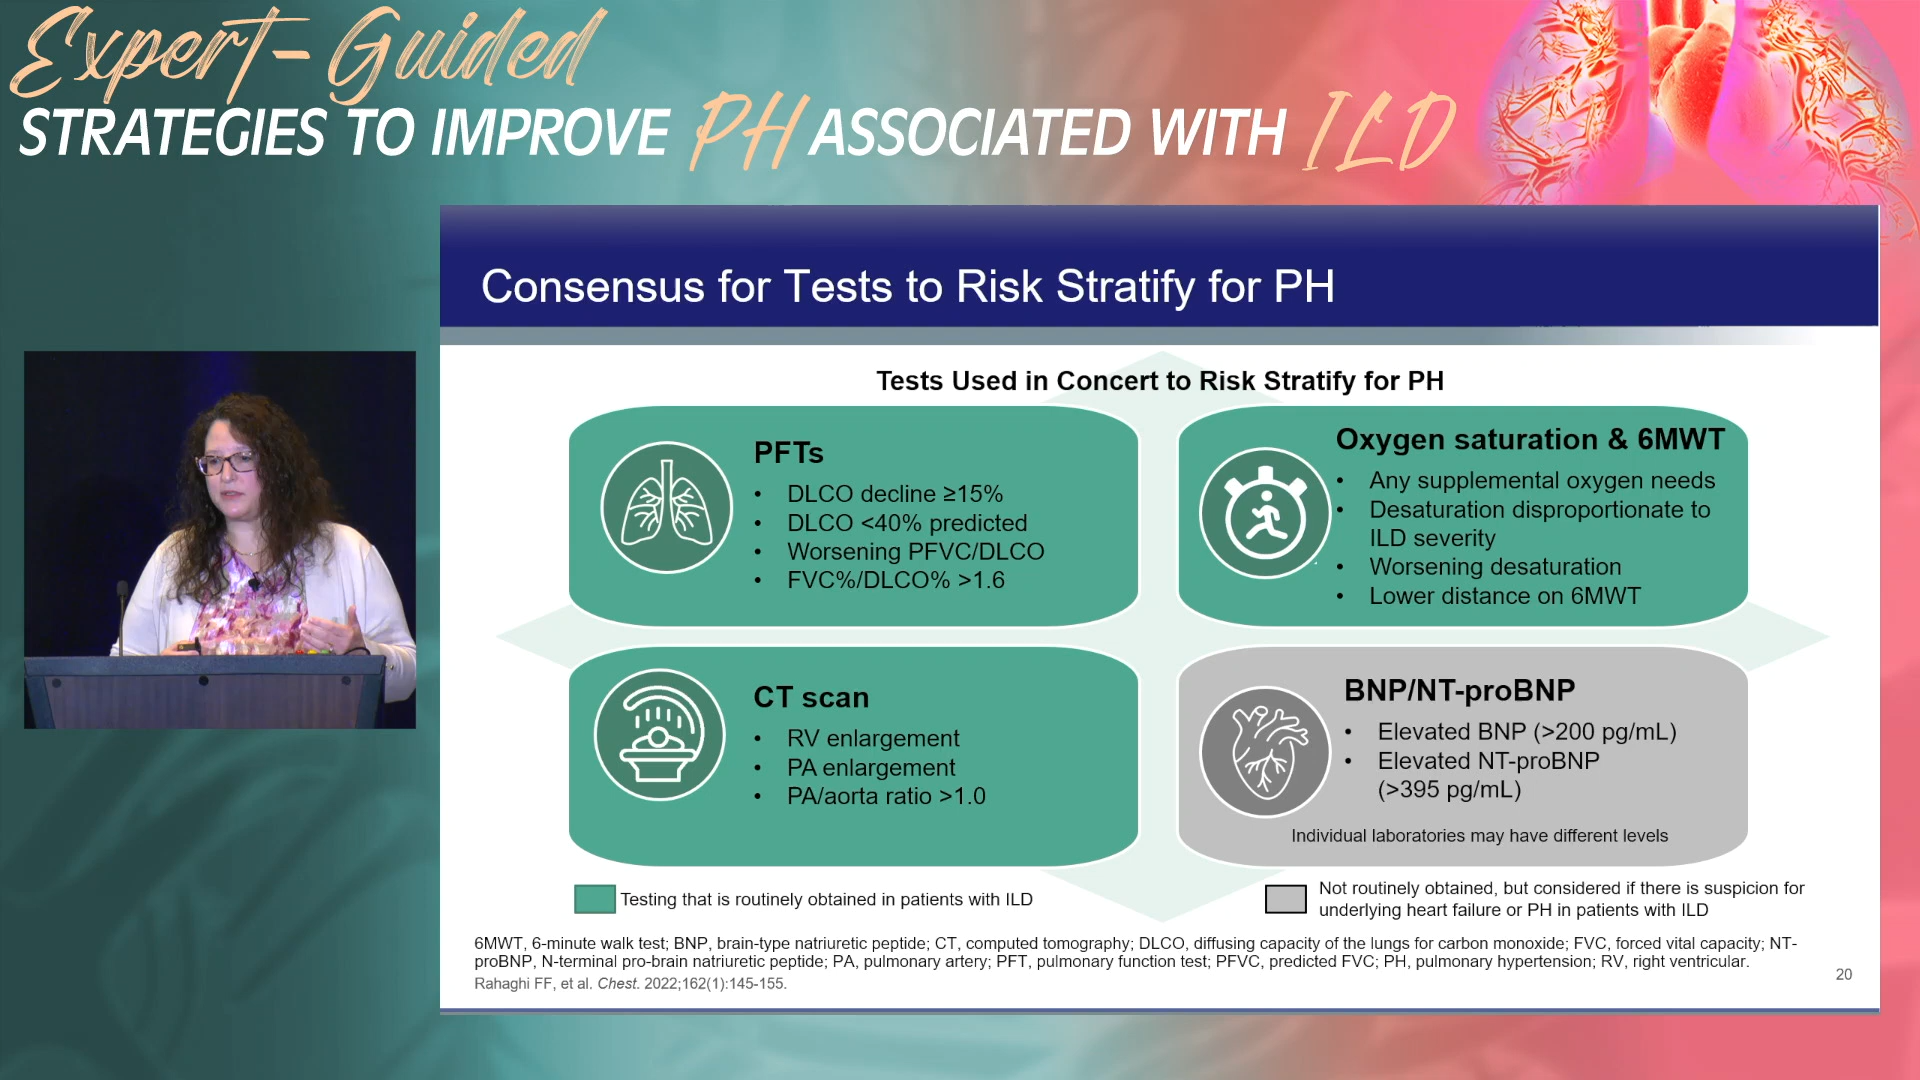 Expert-Guided
STRATEGIES TO IMPROVE PH ASSOCIATED WITH ILD
Consensus for Tests to Risk Stratify for PH
Tests Used in Concert to Risk Stratify for PH
PFTs
• DLCO decline ≥15%
• DLCO <40% predicted
• Worsening PFVC/DLCO
• FVC%/DLCO% >1.6
Oxygen saturation & 6MWT
• Any supplemental oxygen needs
• Desaturation disproportionate to
ILD severity
• Worsening desaturation
• Lower distance on 6MWT
CT scan
• RV enlargement
• PA enlargement
• PA/aorta ratio >1.0
BNP/NT-proBNP
• Elevated BNP (>200 pg/mL)
• Elevated NT-proBNP
(>395 pg/mL)
Individual laboratories may have different levels
Testing that is routinely obtained in patients with ILD
Not routinely obtained, but considered if there is suspicion for
underlying heart failure or PH in patients with ILD
6MWT, 6-minute walk test; BNP, brain-type natriuretic peptide; CT, computed tomography; DLCO, diffusing capacity of the lungs for carbon monoxide; FVC, forced vital capacity; NT-
proBNP, N-terminal pro-brain natriuretic peptide; PA, pulmonary artery; PFT, pulmonary function test; PFVC, predicted FVC; PH, pulmonary hypertension; RV, right ventricular.
Rahaghi FF, et al. Chest. 2022;162(1):145-155.
20